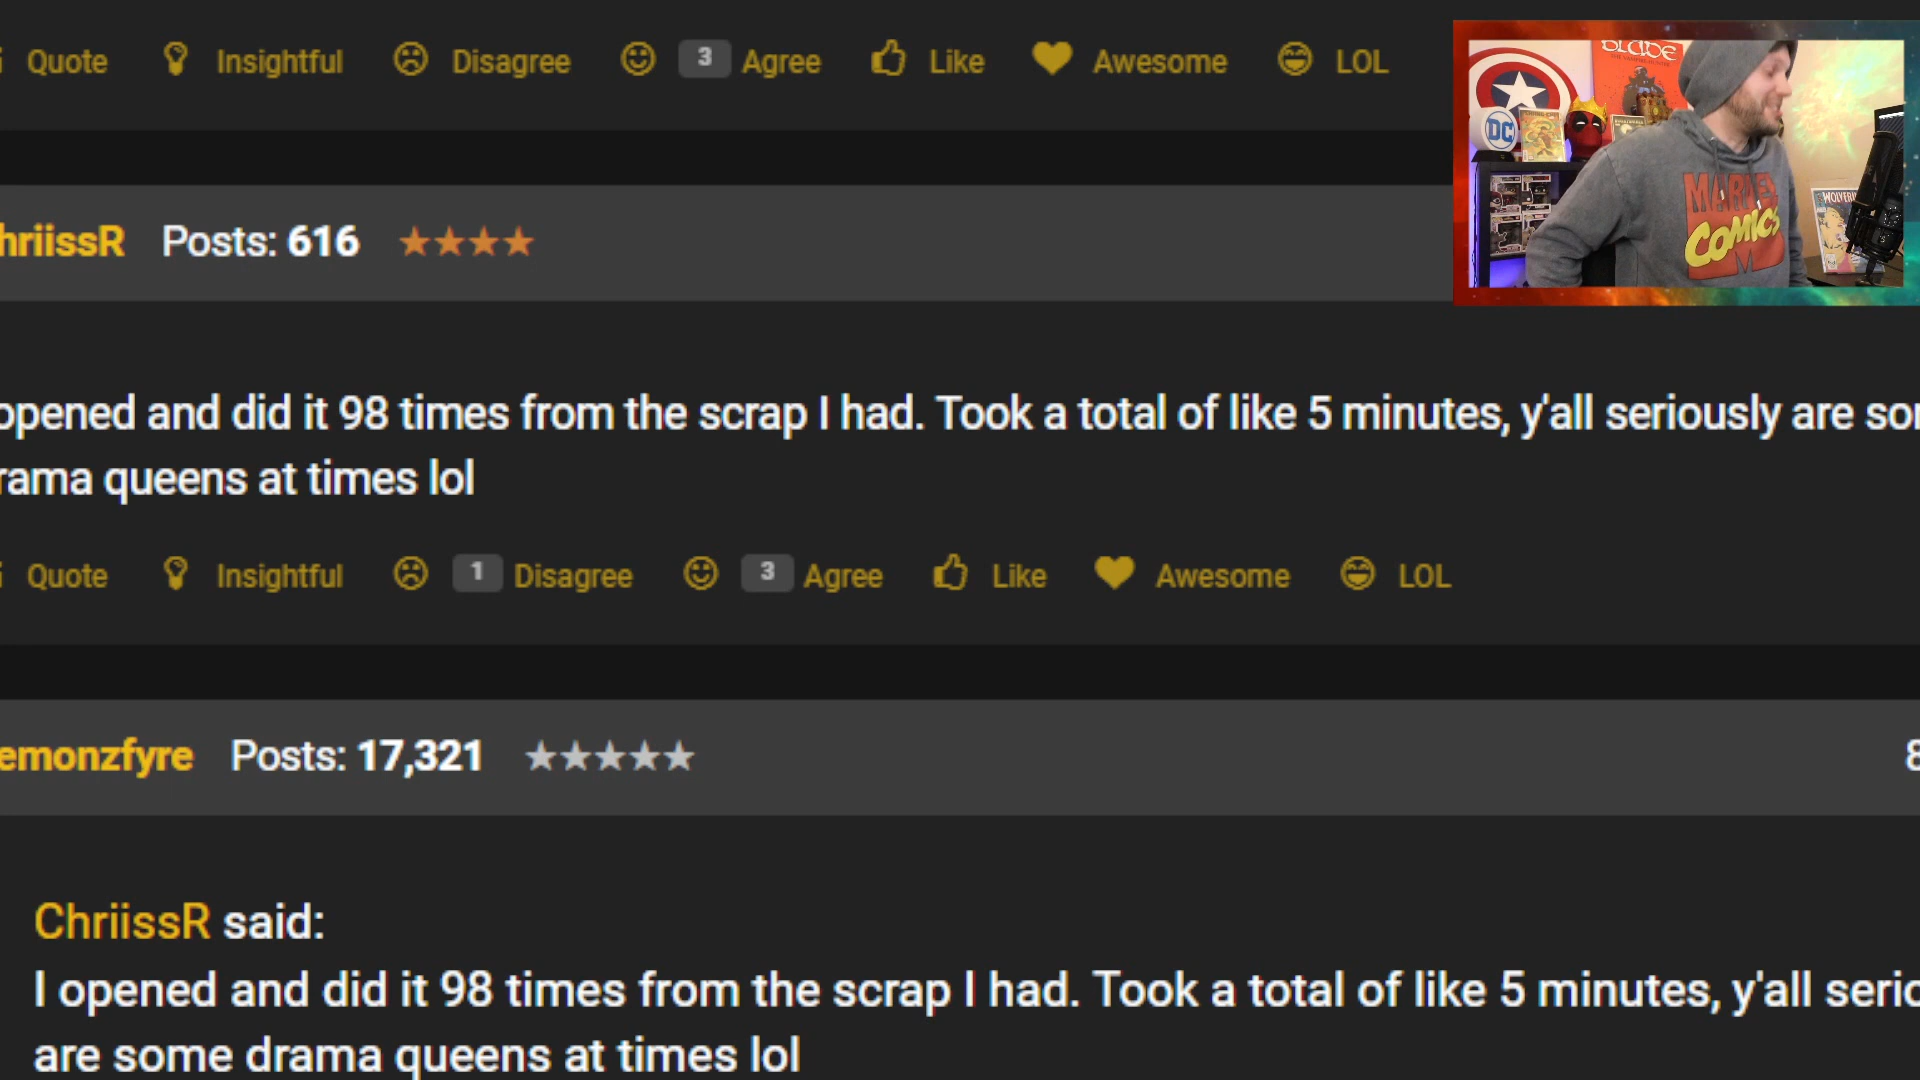 Quote Insightful Disagree 3 Agree Like Awesome LOL
BLADE
DC
MARVEL
COMICS
hriissR Posts: 616
opened and did it 98 times from the scrap I had. Took a total of like 5 minutes, y'all seriously are so
rama queens at times lol
Quote Insightful 1 Disagree 3 Agree Like Awesome LOL
emonzfyre Posts: 17,321
8
ChriissR said:
I opened and did it 98 times from the scrap I had. Took a total of like 5 minutes, y'all serio
are some drama queens at times lol